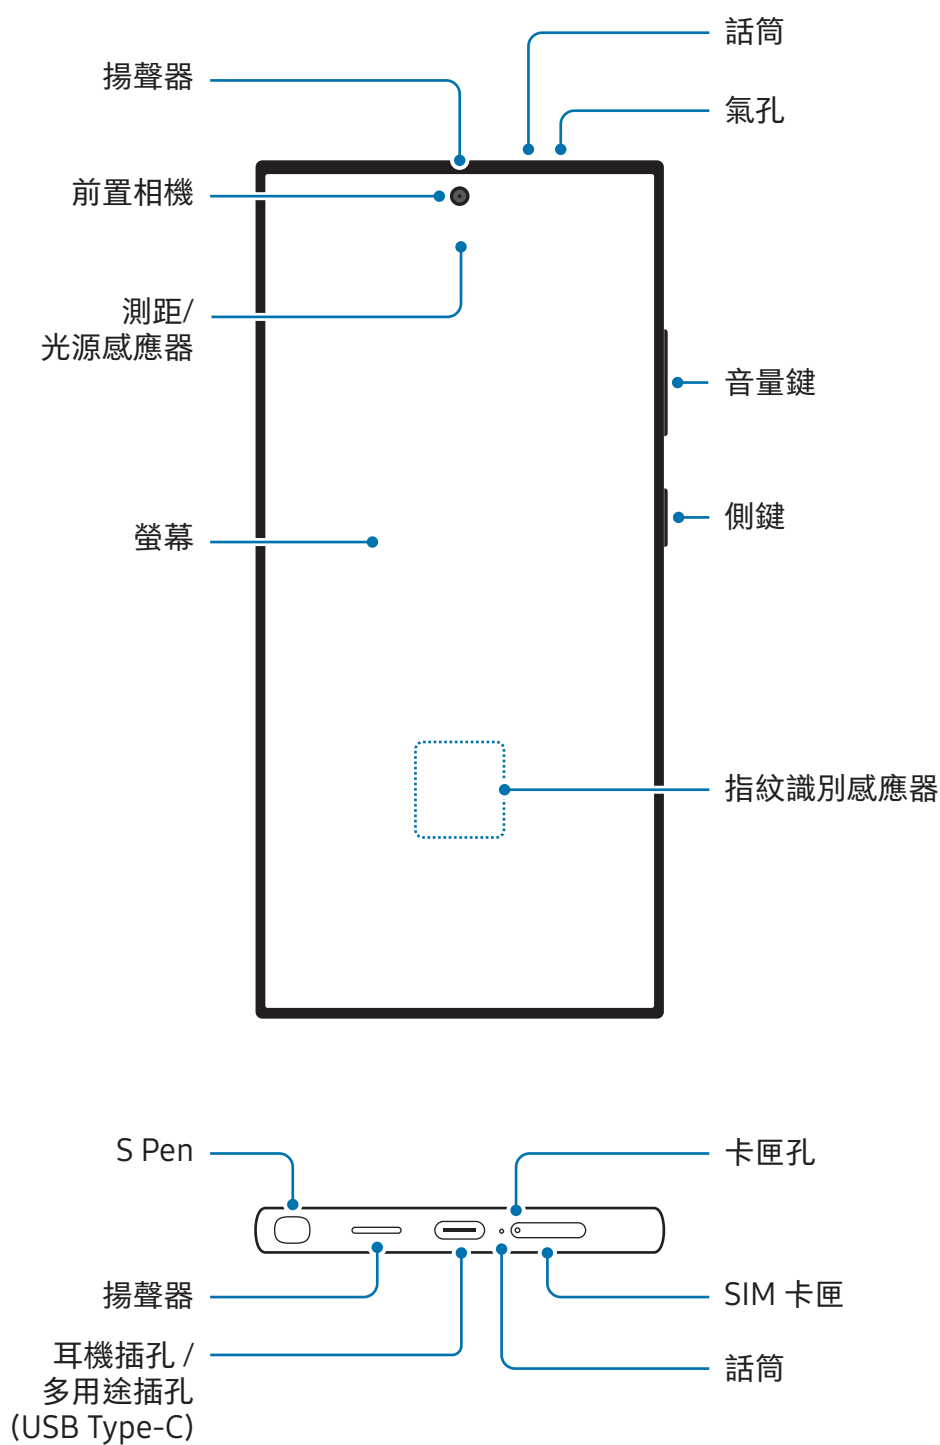 話筒
揚聲器
氣孔
前置相機
測距/
光源感應器
音量鍵
側鍵
螢幕
指紋識別感應器
S Pen
卡匣孔
揚聲器
SIM 卡匣
耳機插孔 /
多用途插孔
(USB Type-C)
話筒